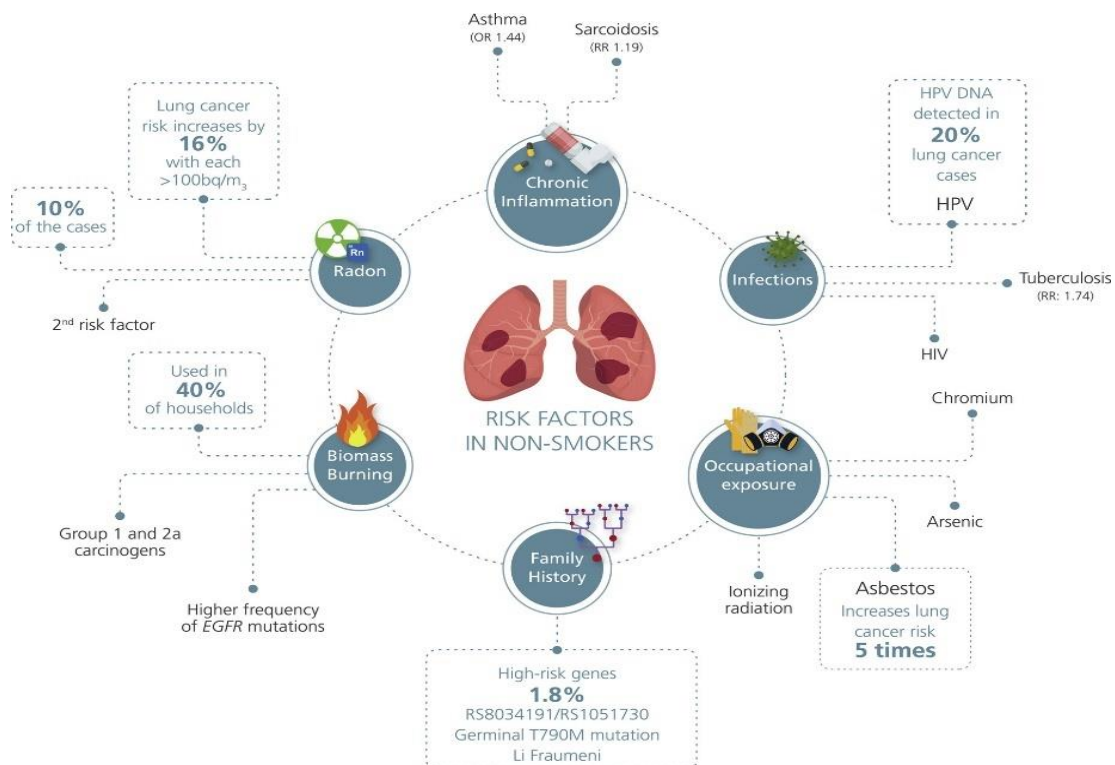 Asthma
(OR 1.44)
Sarcoidosis
(RR 1.19)
Chronic
Inflammation
Lung cancer
risk increases by
16%
with each
>100bq/m3
10%
of the cases
2nd risk factor
Rn
Radon
HPV DNA
detected in
20%
lung cancer
cases
HPV
Infections
Tuberculosis
(RR: 1.74)
HIV
Used in
40%
of households
Biomass
Burning
Group 1 and 2a
carcinogens
Higher frequency
of EGFR mutations
RISK FACTORS
IN NON-SMOKERS
Chromium
Occupational
exposure
Arsenic
Ionizing
radiation
Asbestos
Increases lung
cancer risk
5 times
Family
History
High-risk genes
1.8%
RS8034191/RS1051730
Germinal T790M mutation
Li Fraumeni